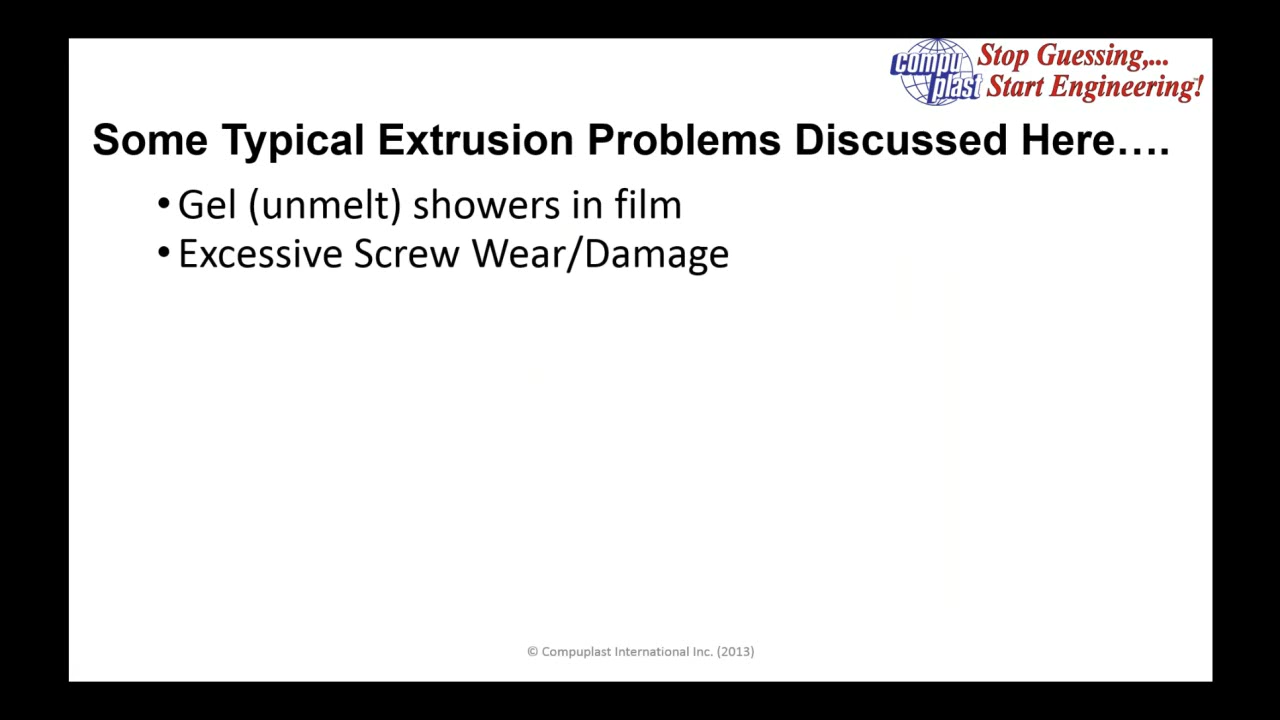 compu
plast
Stop Guessing,...
Start Engineering!
Some Typical Extrusion Problems Discussed Here….
•Gel (unmelt) showers in film
•Excessive Screw Wear/Damage
© Compuplast International Inc. (2013)